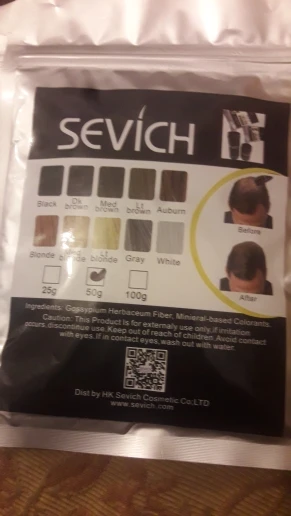 SEVICH
Black Dk brown Med brown Lt brown Auburn
Blonde blonde Lt blonde Gray White
25g 50g 100g
Before
After
Ingredients: Gossypium Herbaceum Fiber, Minieral-based Colorants.
Caution: This Product is for externaly use only,if irritation
occurs,discontinue use.Keep out of reach of children.Avoid contact
with eyes.If in contact eyes,wash out with water.
Dist by HK Sevich Cosmetic Co;LTD
www.sevich.com